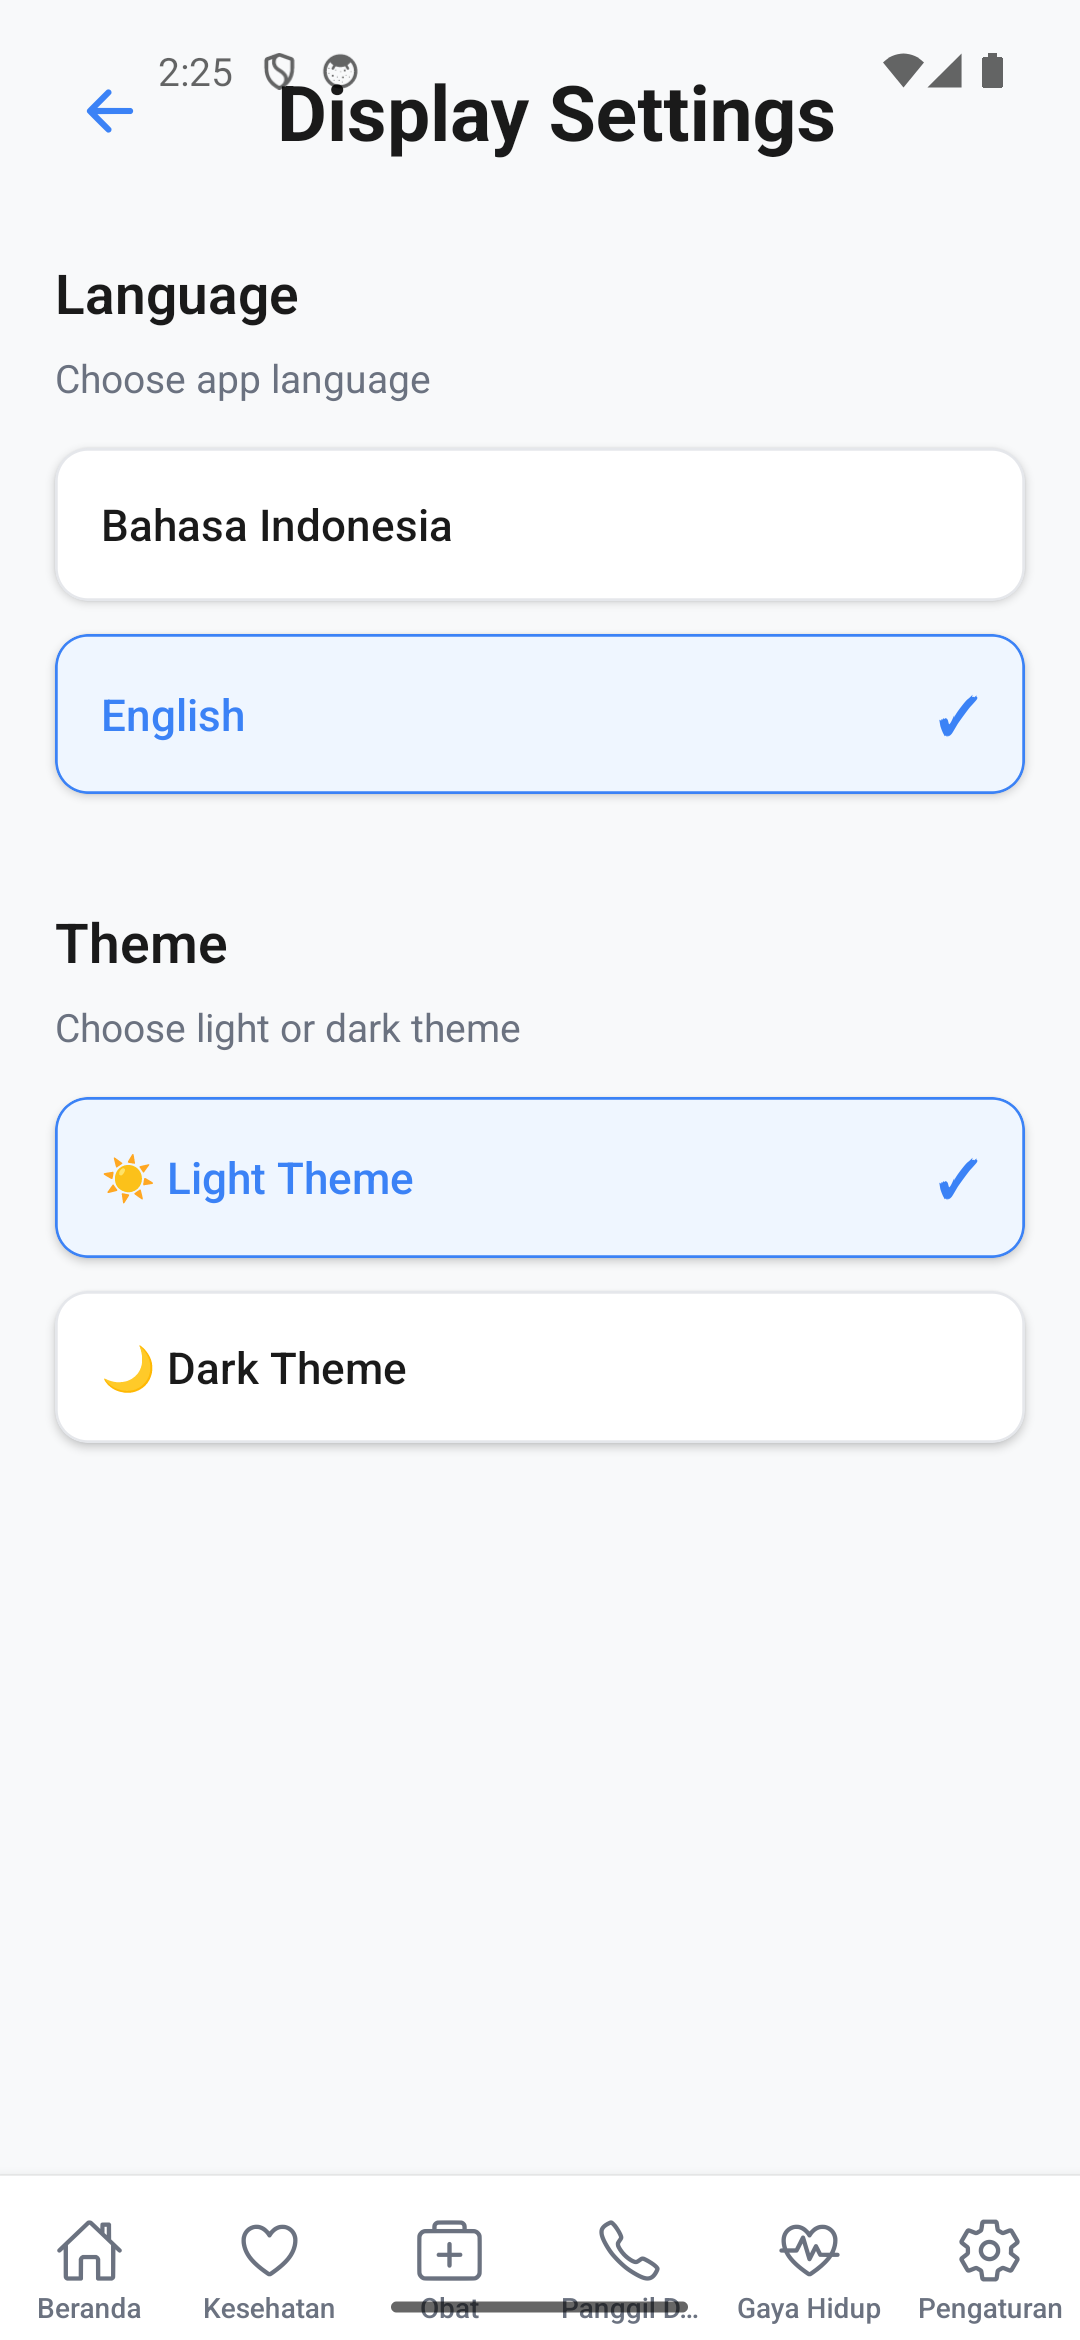 2:25
Display Settings
Language
Choose app language
Bahasa Indonesia
English ✓
Theme
Choose light or dark theme
☀️ Light Theme ✓
🌙 Dark Theme
Beranda Kesehatan Obat Panggil D... Gaya Hidup Pengaturan